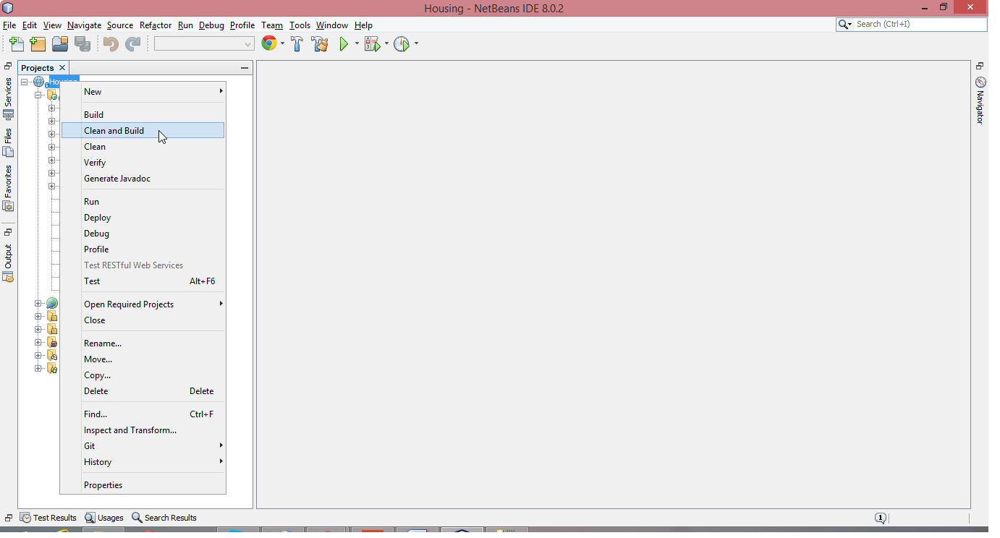 Housing - NetBeans IDE 8.0.2
File Edit View Navigate Source Refactor Run Debug Profile Team Tools Window Help
Search (Ctrl+I)
Projects
Services
Files
Favorites
Output
Navigator
New
Build
Clean and Build
Clean
Verify
Generate Javadoc
Run
Deploy
Debug
Profile
Test RESTful Web Services
Test Alt+F6
Open Required Projects
Close
Rename...
Move...
Copy...
Delete Delete
Find... Ctrl+F
Inspect and Transform...
Git
History
Properties
Test Results Usages Search Results
1